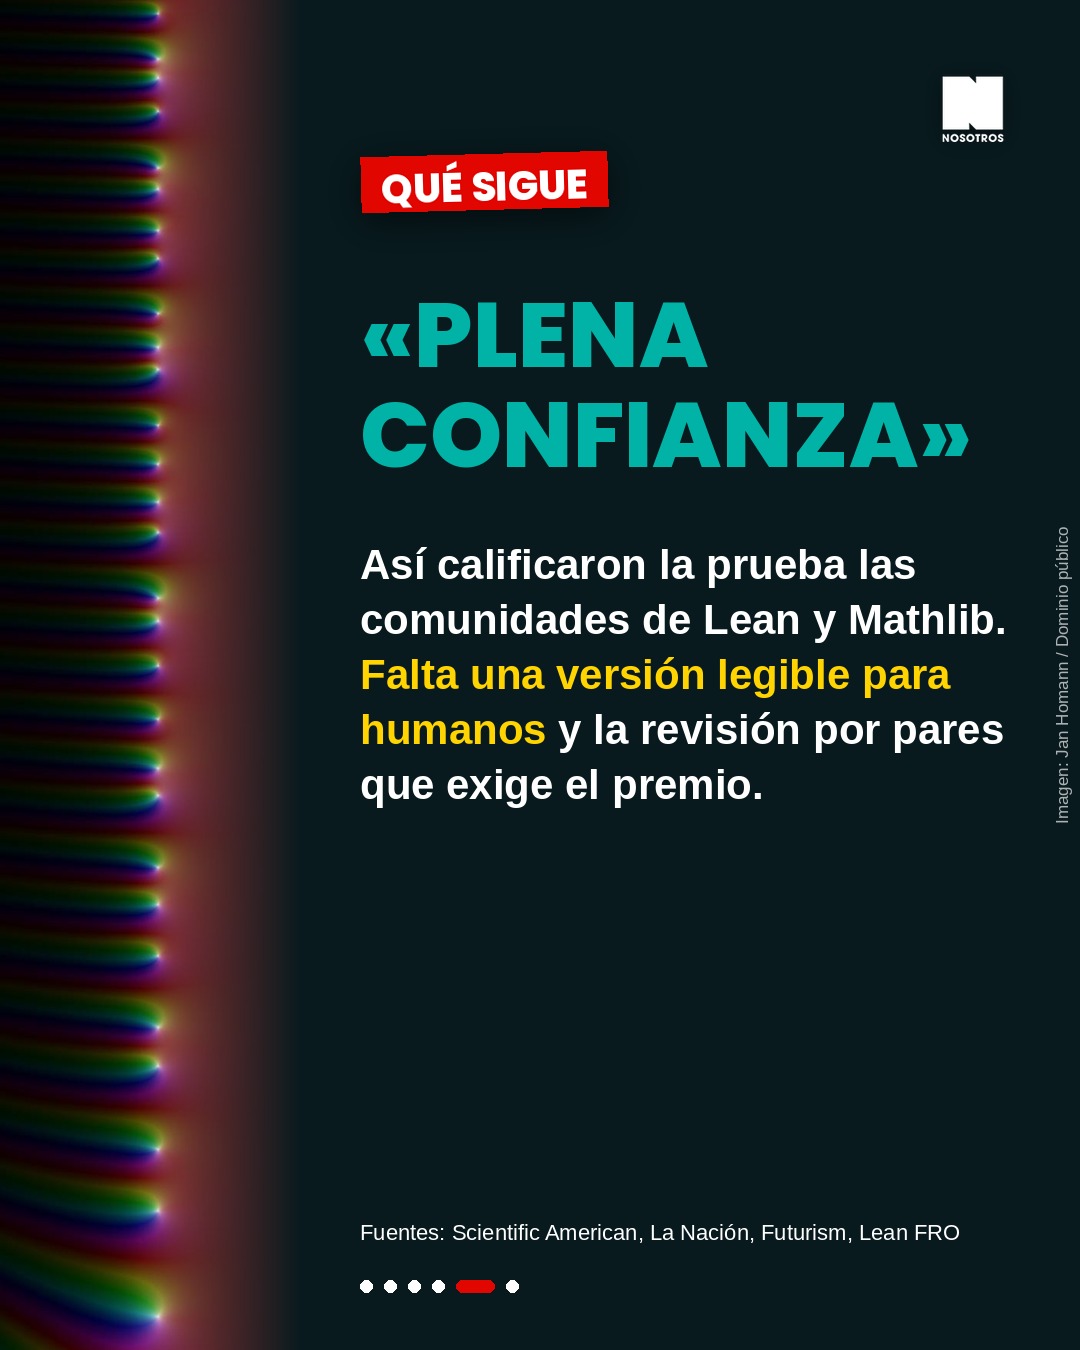 NOSOTROS
QUÉ SIGUE
«PLENA
CONFIANZA»
Así calificaron la prueba las
comunidades de Lean y Mathlib.
Falta una versión legible para
humanos y la revisión por pares
que exige el premio.
Imagen: Jan Homann / Dominio público
Fuentes: Scientific American, La Nación, Futurism, Lean FRO